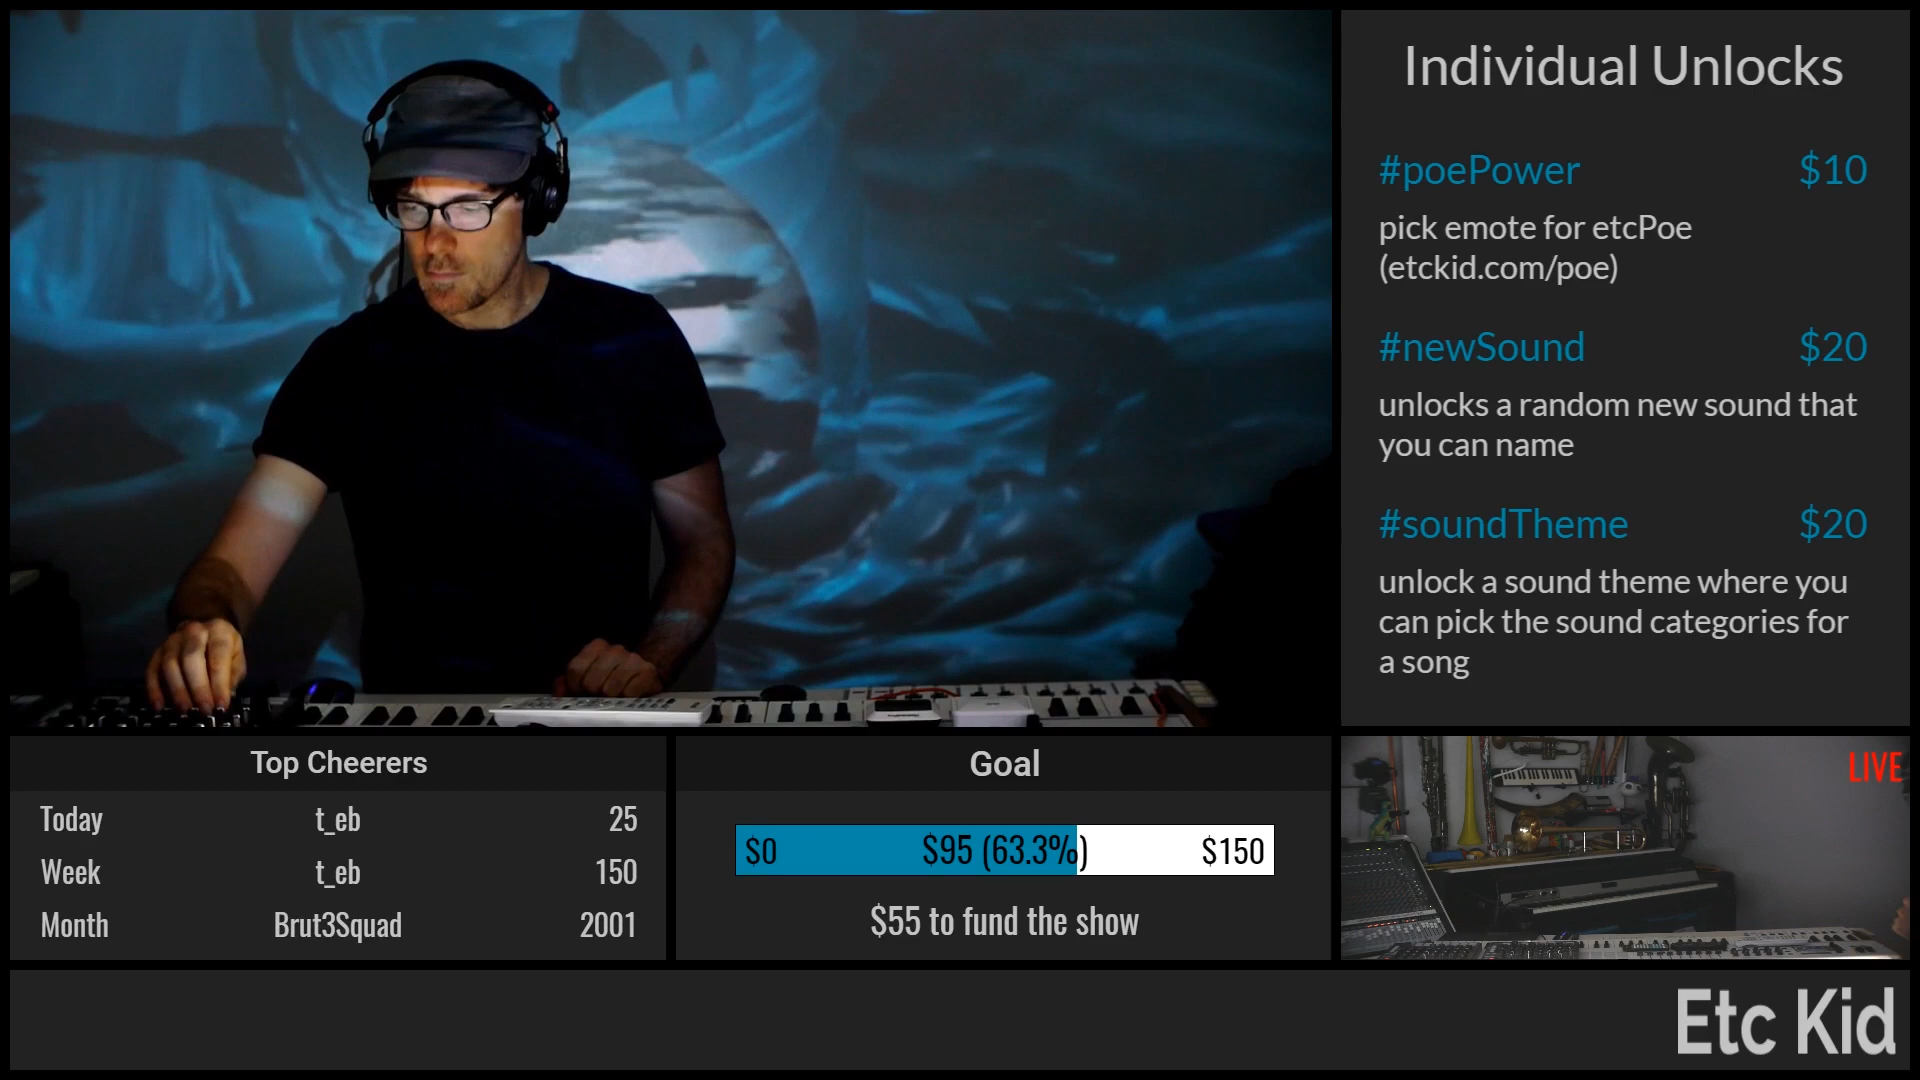 Individual Unlocks
#poePower $10
pick emote for etcPoe
(etckid.com/poe)
#newSound $20
unlocks a random new sound that
you can name
#soundTheme $20
unlock a sound theme where you
can pick the sound categories for
a song
Top Cheerers
Today t_eb 25
Week t_eb 150
Month Brut3Squad 2001
Goal
$0 $95 (63.3%) $150
$55 to fund the show
LIVE
Etc Kid